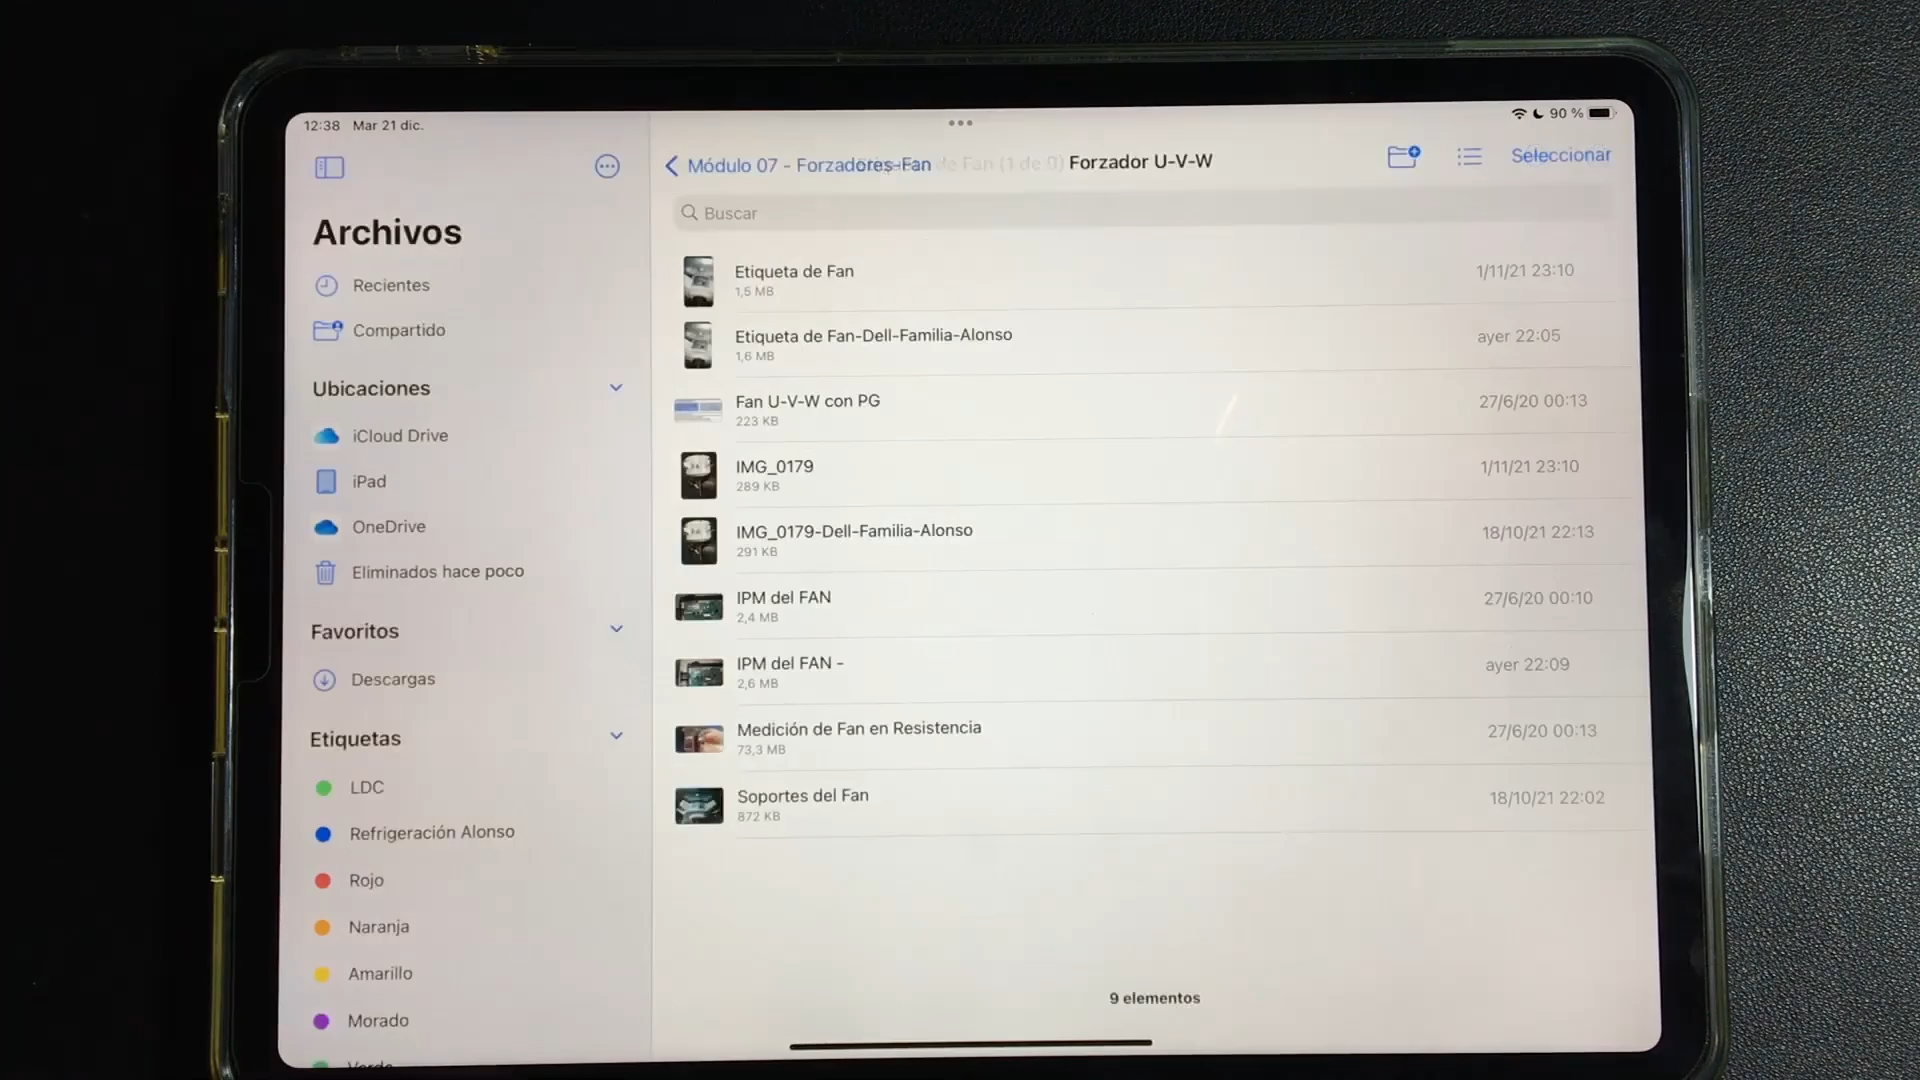 12:38 Mar 21 dic.
90 %
Archivos
Recientes
Compartido
Ubicaciones
iCloud Drive
iPad
OneDrive
Eliminados hace poco
Favoritos
Descargas
Etiquetas
LDC
Refrigeración Alonso
Rojo
Naranja
Amarillo
Morado
Verde
Módulo 07 - Forzadores-Fan de Fan (1 de 9) Forzador U-V-W
Seleccionar
Buscar
Etiqueta de Fan 1/11/21 23:10
1,5 MB
Etiqueta de Fan-Dell-Familia-Alonso ayer 22:05
1,6 MB
Fan U-V-W con PG 27/6/20 00:13
223 KB
IMG_0179 1/11/21 23:10
289 KB
IMG_0179-Dell-Familia-Alonso 18/10/21 22:13
291 KB
IPM del FAN 27/6/20 00:10
2,4 MB
IPM del FAN - ayer 22:09
2,6 MB
Medición de Fan en Resistencia 27/6/20 00:13
73,3 MB
Soportes del Fan 18/10/21 22:02
872 KB
9 elementos